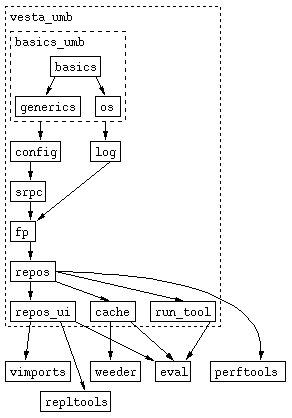 vesta_umb
basics_umb
basics
generics os
config log
srpc
fp
repos
repos_ui cache run_tool
vimports weeder eval perftools
repltools